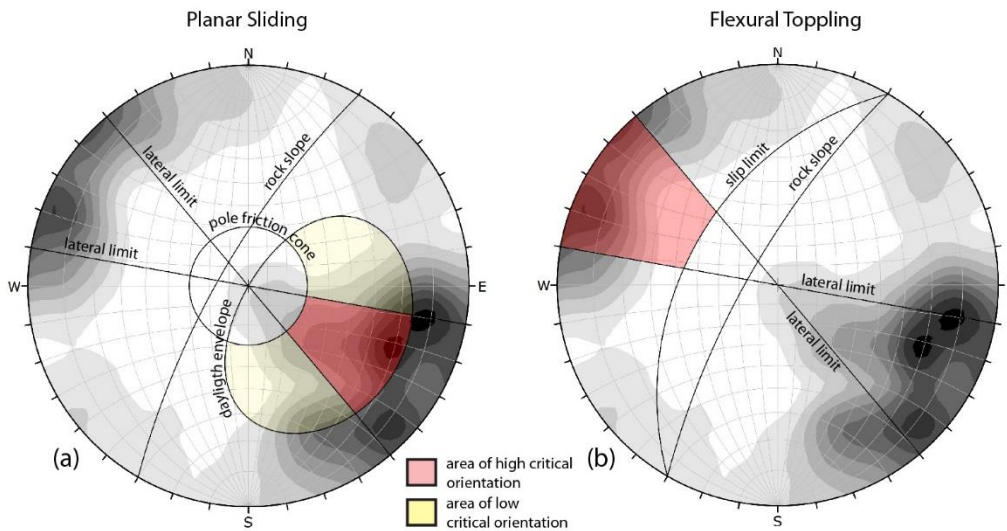 Planar Sliding
N
W
E
S
lateral limit
lateral limit
rock slope
pole friction cone
dayligth envelope
(a)
area of high critical
orientation
area of low
critical orientation
Flexural Toppling
N
W
E
S
slip limit
rock slope
lateral limit
lateral limit
(b)